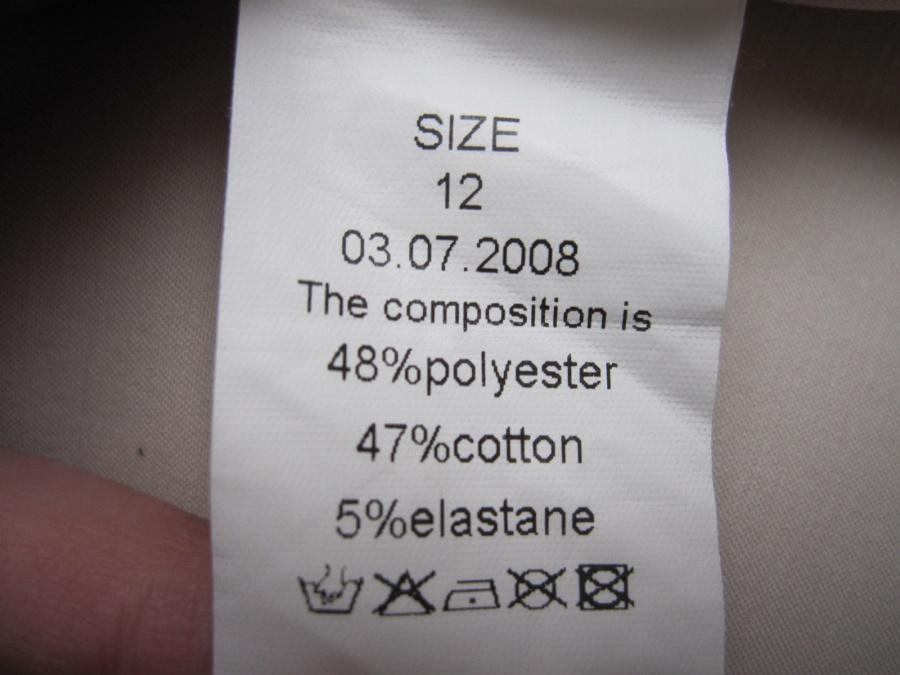 SIZE
12
03.07.2008
The composition is
48%polyester
47%cotton
5%elastane